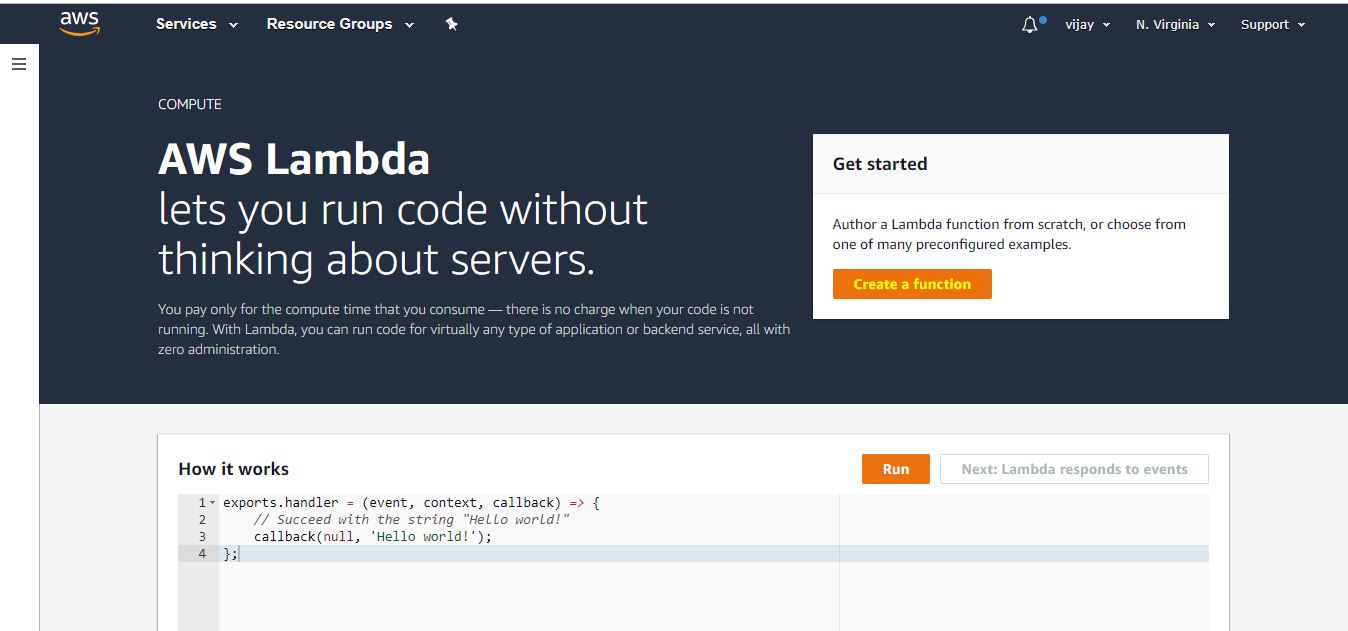 aws Services Resource Groups vijay N. Virginia Support
COMPUTE
AWS Lambda
lets you run code without
thinking about servers.
You pay only for the compute time that you consume — there is no charge when your code is not
running. With Lambda, you can run code for virtually any type of application or backend service, all with
zero administration.
Get started
Author a Lambda function from scratch, or choose from
one of many preconfigured examples.
Create a function
How it works
Run
Next: Lambda responds to events
1 exports.handler = (event, context, callback) => {
2 // Succeed with the string "Hello world!"
3 callback(null, 'Hello world!');
4 };